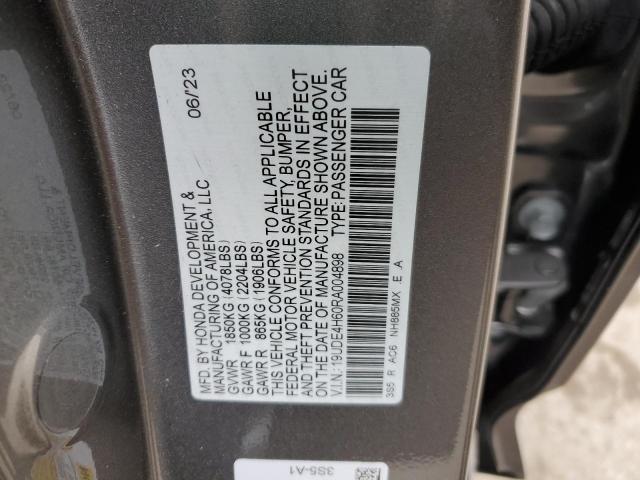 MFD. BY HONDA DEVELOPMENT &
MANUFACTURING OF AMERICA, LLC
06/'23
GVWR 1850KG (4078LBS)
GAWR F 1000KG (2204LBS)
GAWR R 865KG (1906LBS)
THIS VEHICLE CONFORMS TO ALL APPLICABLE
FEDERAL MOTOR VEHICLE SAFETY, BUMPER,
AND THEFT PREVENTION STANDARDS IN EFFECT
ON THE DATE OF MANUFACTURE SHOWN ABOVE.
V.I.N.: 19UDE4H60RA004898 TYPE: PASSENGER CAR
3S5 R A06 NH885MX E A
3S5-A1